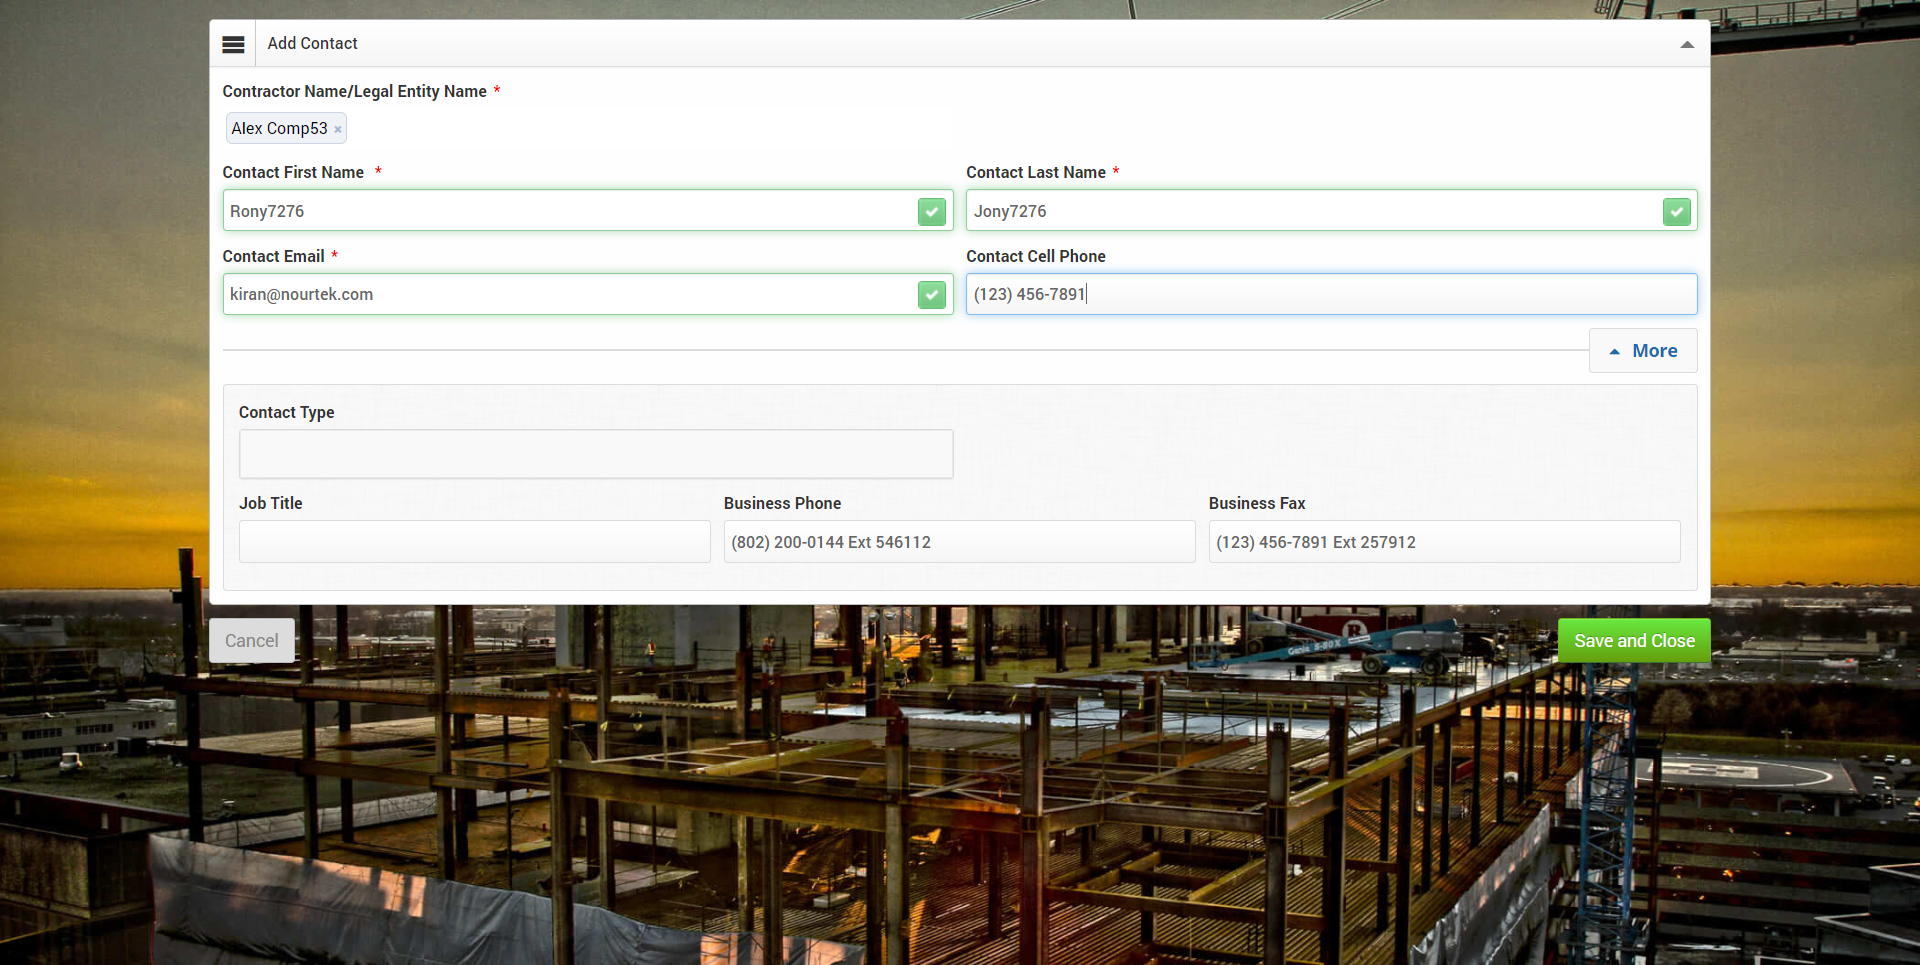 Add Contact
Contractor Name/Legal Entity Name *
Alex Comp53 ×
Contact First Name *
Contact Last Name *
Rony7276
Jony7276
Contact Email *
Contact Cell Phone
kiran@nourtek.com
(123) 456-7891
More
Contact Type
Job Title
Business Phone
Business Fax
(802) 200-0144 Ext 546112
(123) 456-7891 Ext 257912
Cancel
Save and Close
R
Genie S-80X